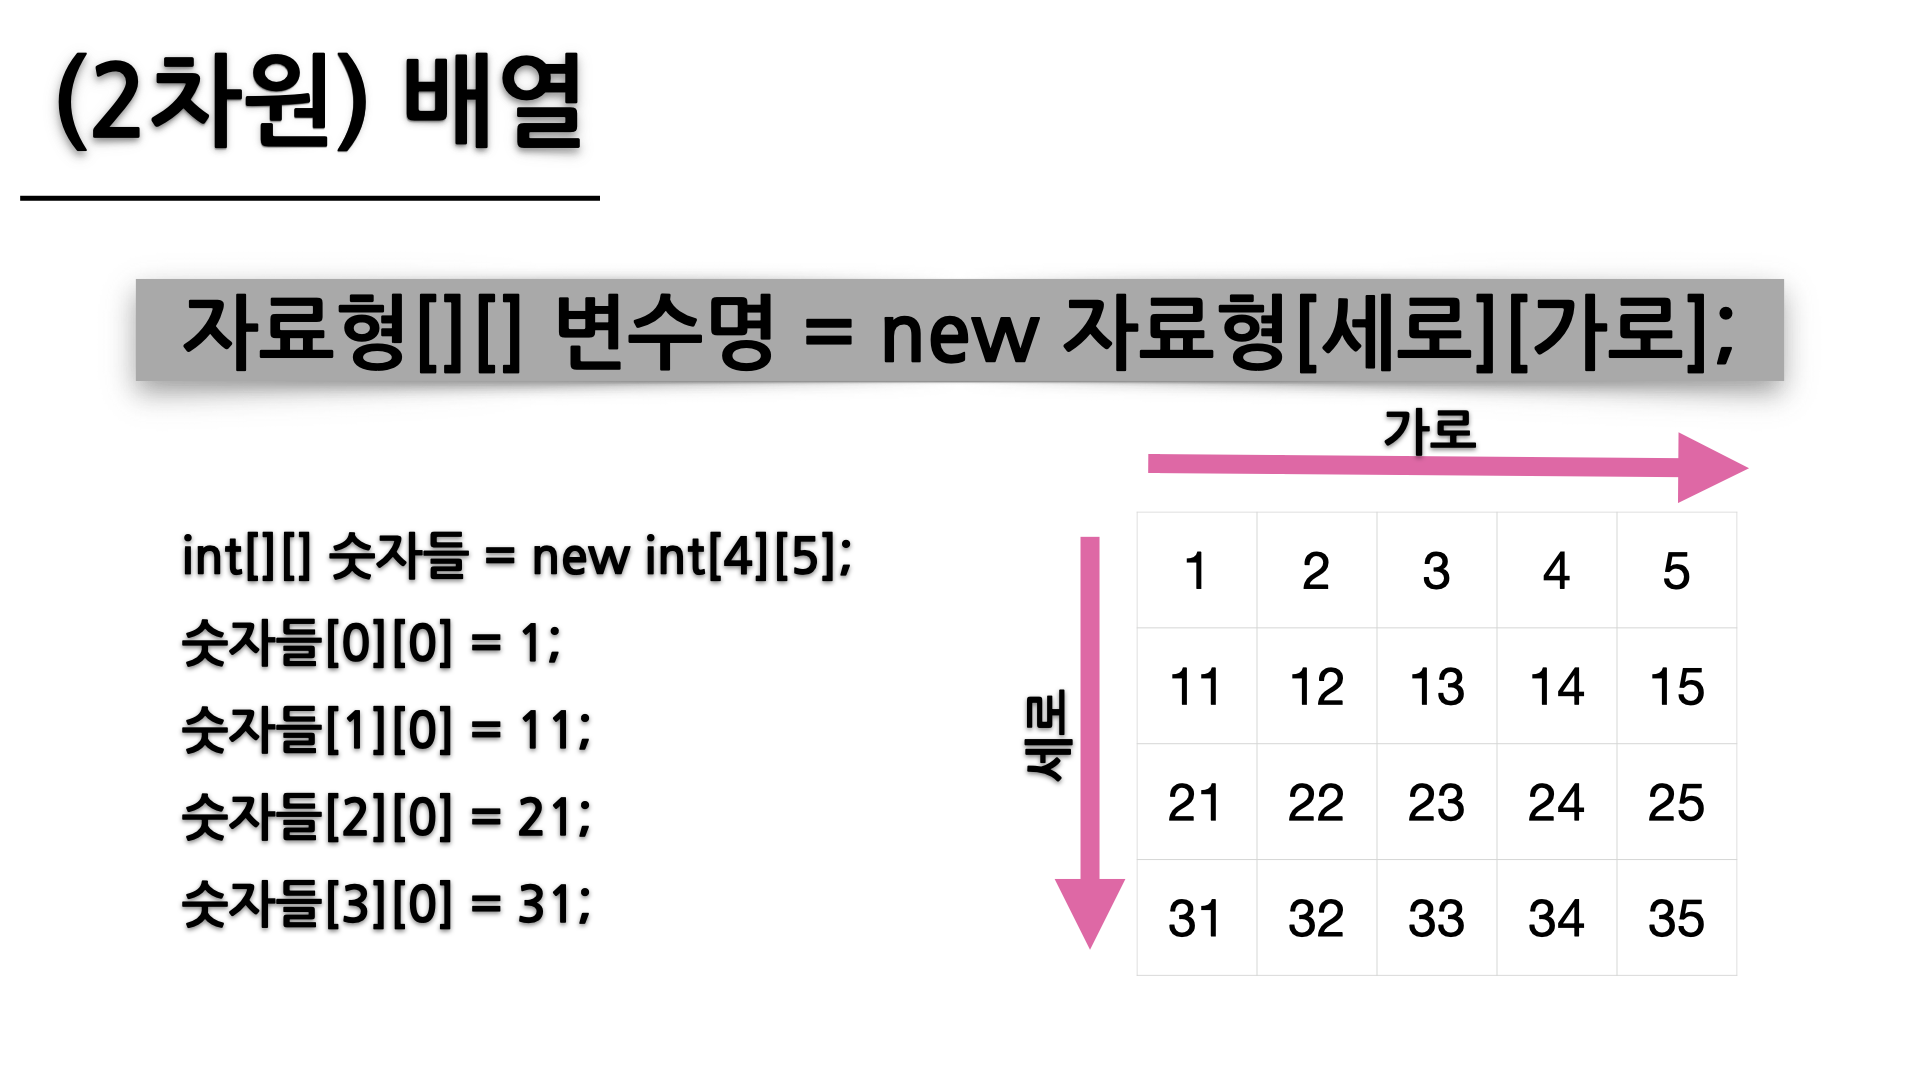 (2차원) 배열
자료형[][] 변수명 = new 자료형[세로][가로];
int[][] 숫자들 = new int[4][5];
숫자들[0][0] = 1;
숫자들[1][0] = 11;
숫자들[2][0] = 21;
숫자들[3][0] = 31;
가로
세로
1 2 3 4 5
11 12 13 14 15
21 22 23 24 25
31 32 33 34 35